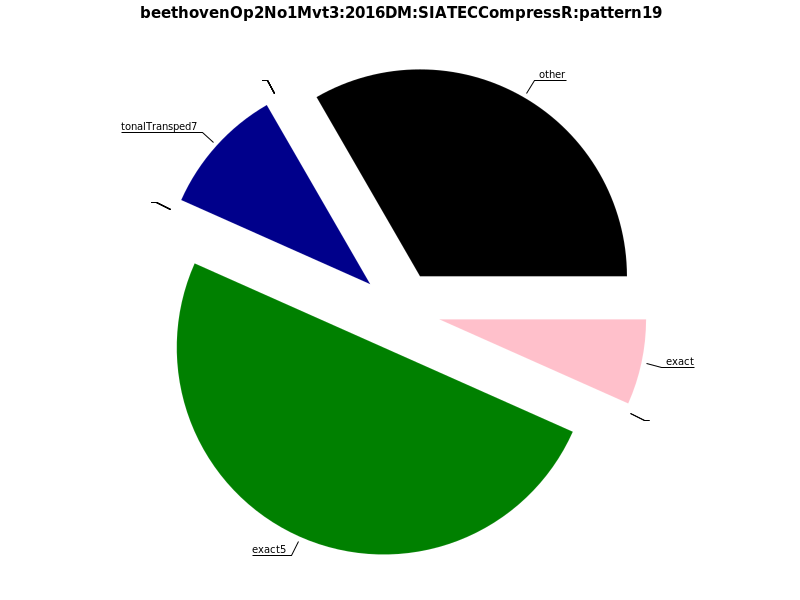 beethovenOp2No1Mvt3:2016DM:SIATECCompressR:pattern19
other
tonalTransped7
exact
exact5